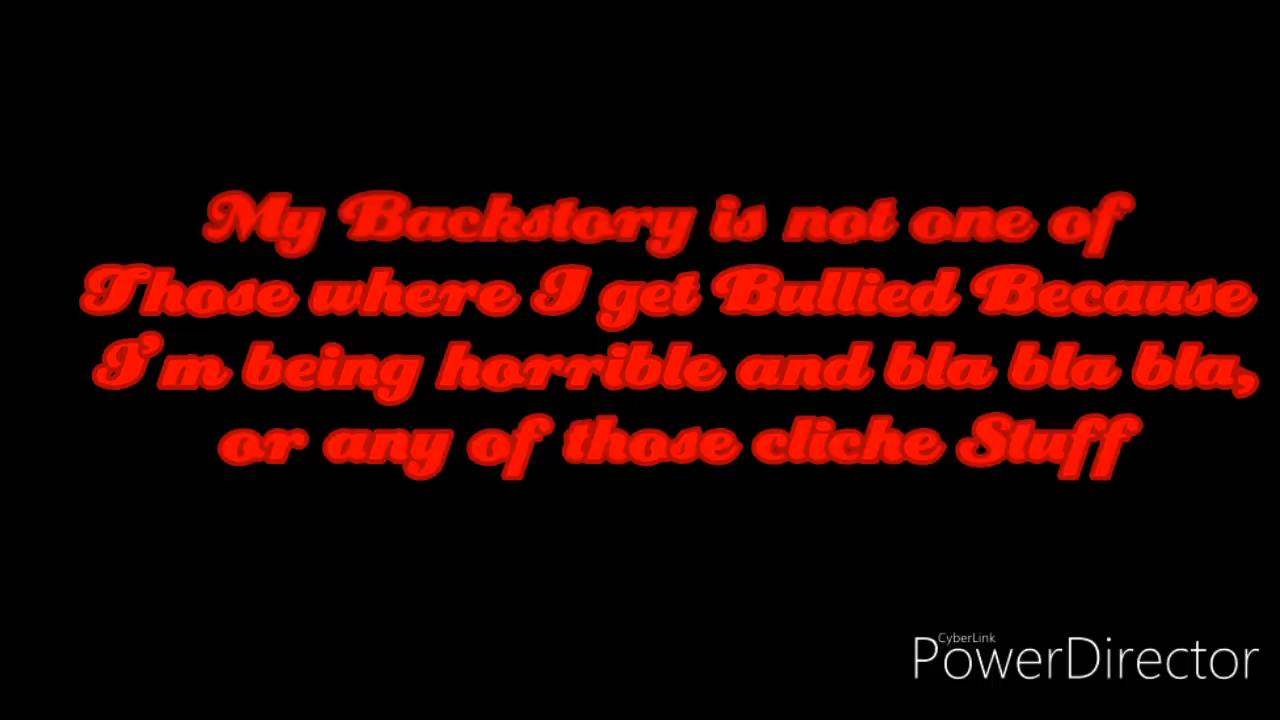 My Backstory is not one of
Those where I get Bullied Because
I'm being horrible and bla bla bla,
or any of those cliche Stuff
CyberLink
PowerDirector